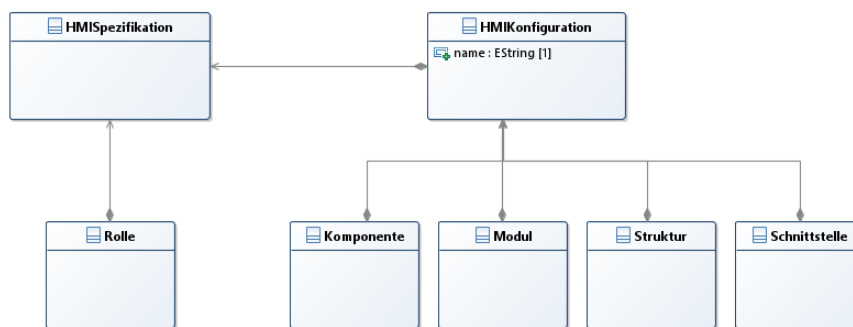 HMISpezifikation
HMIKonfiguration
name : EString [1]
Rolle
Komponente
Modul
Struktur
Schnittstelle